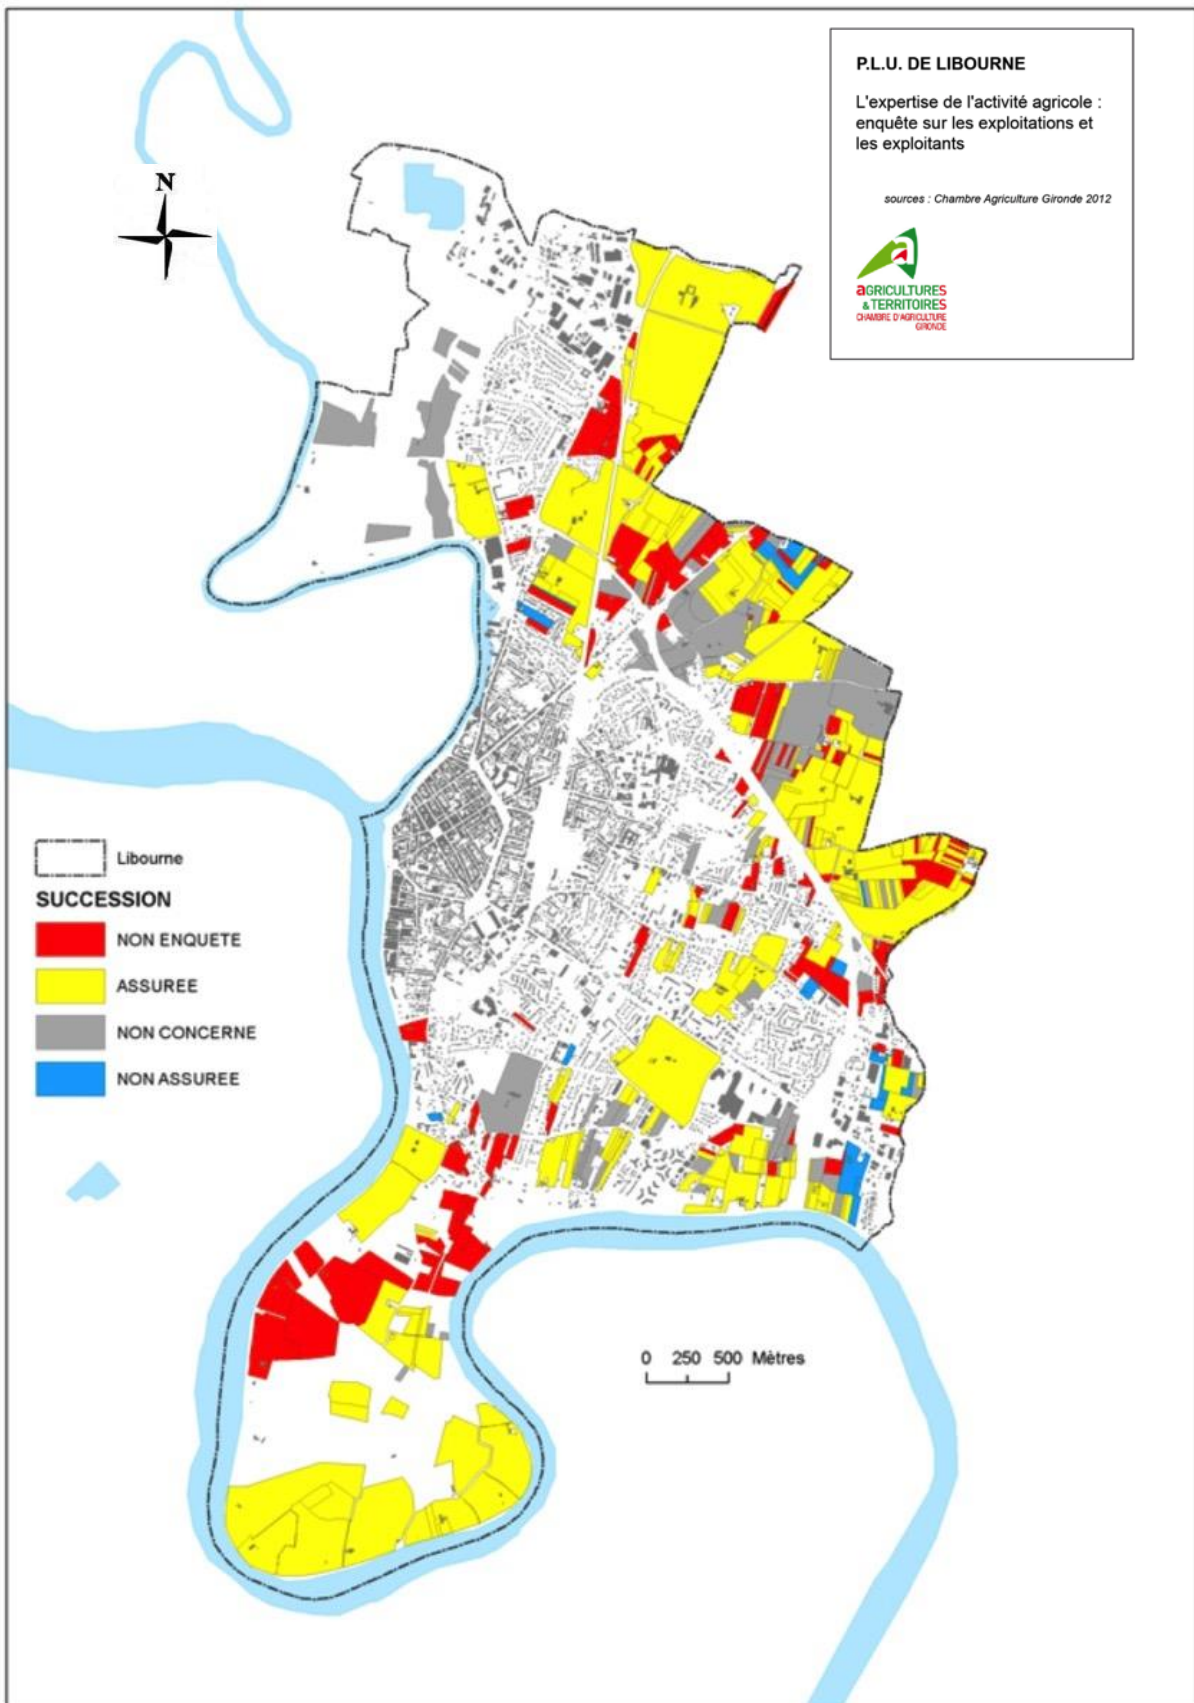 P.L.U. DE LIBOURNE
L'expertise de l'activité agricole :
enquête sur les exploitations et
les exploitants
sources : Chambre Agriculture Gironde 2012
aGRICULTURES
& TERRITOIRES
CHAMBRE D'AGRICULTURE
GIRONDE
N
Libourne
SUCCESSION
NON ENQUETE
ASSUREE
NON CONCERNE
NON ASSUREE
0 250 500 Mètres